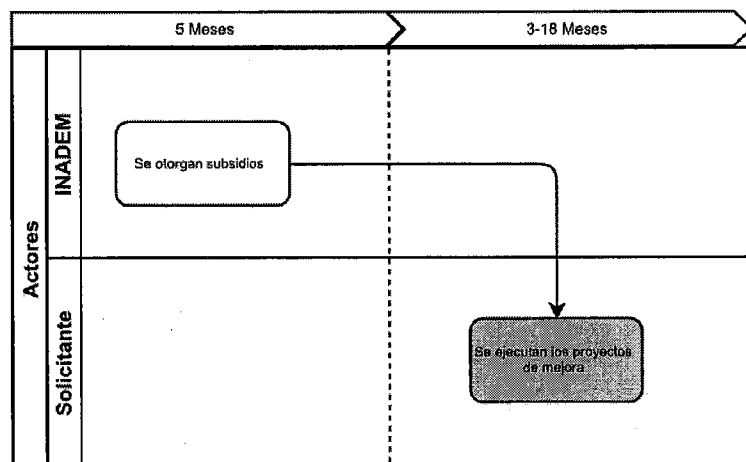 5 Meses
3-18 Meses
Actores
INADEM
Se otorgan subsidios
Solicitante
Se ejecutan los proyectos
de mejora